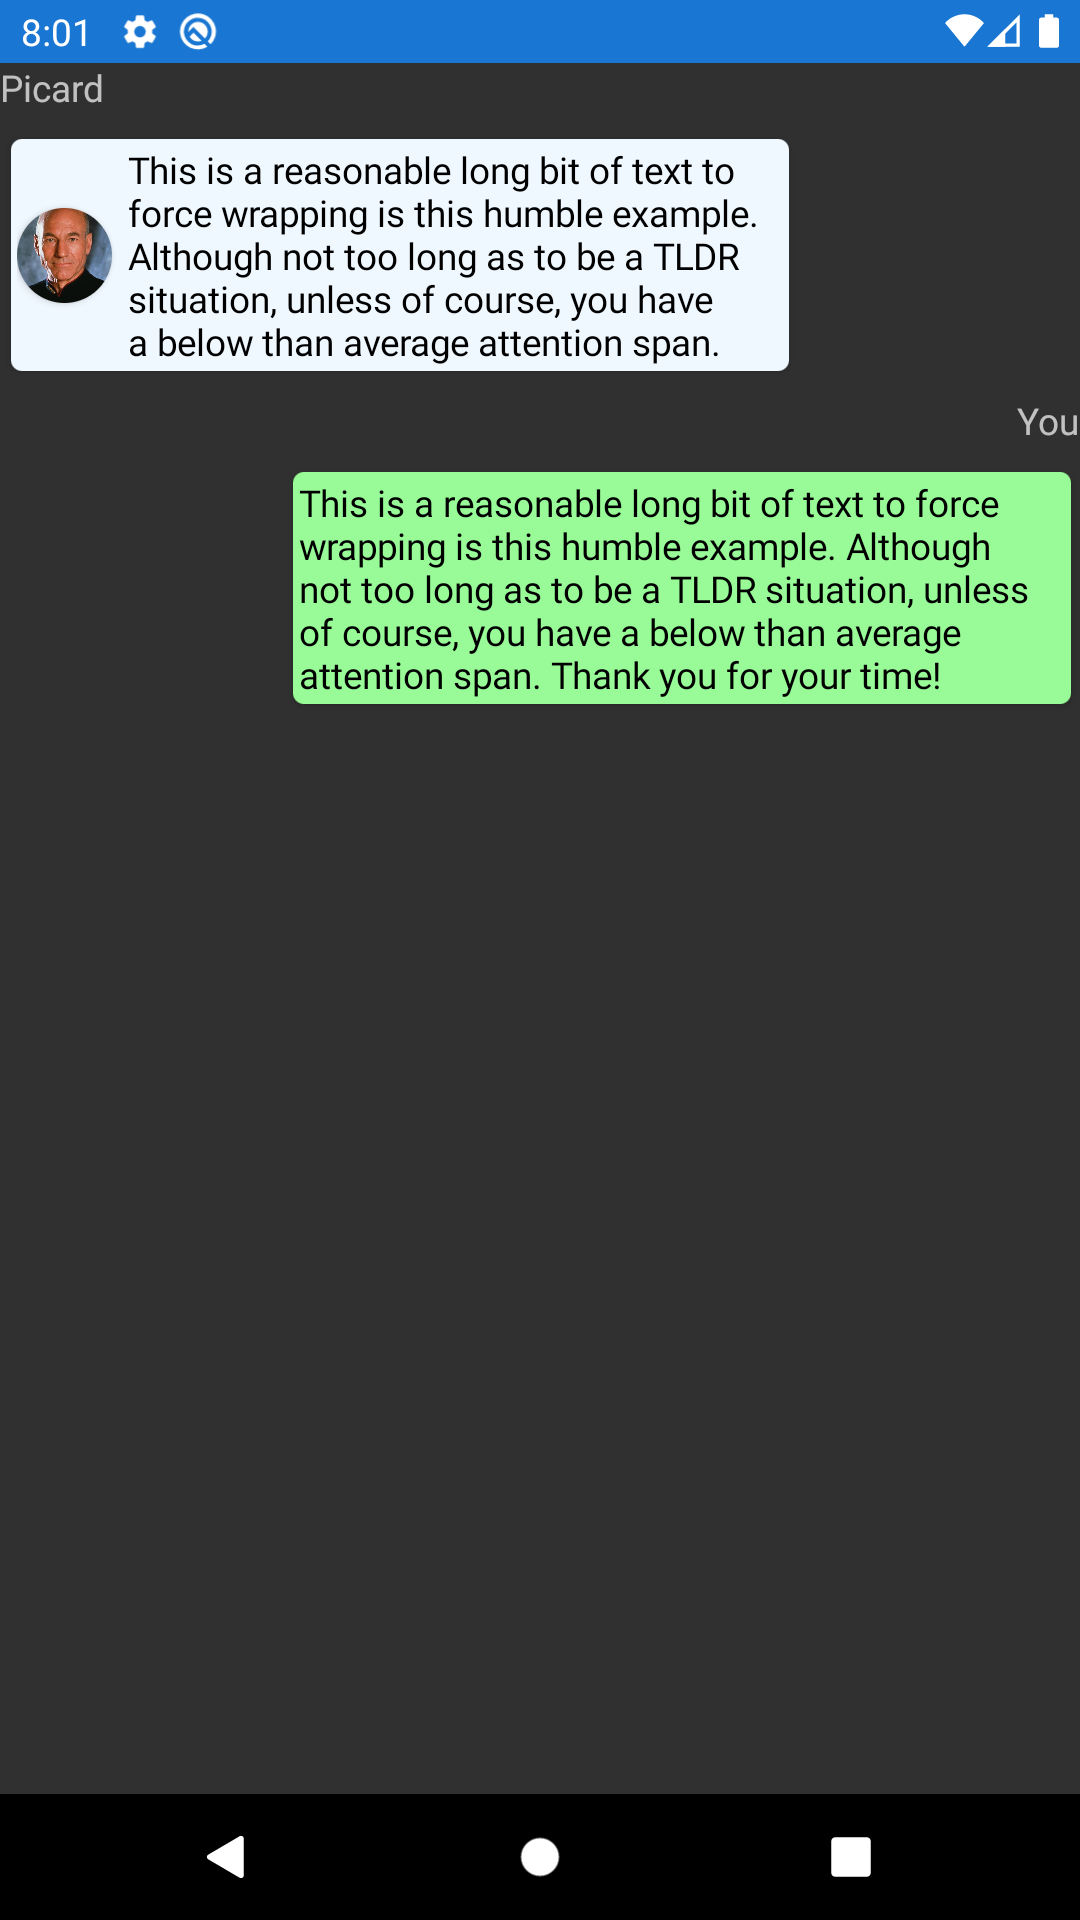 8:01
Picard
This is a reasonable long bit of text to
force wrapping is this humble example.
Although not too long as to be a TLDR
situation, unless of course, you have
a below than average attention span.
You
This is a reasonable long bit of text to force
wrapping is this humble example. Although
not too long as to be a TLDR situation, unless
of course, you have a below than average
attention span. Thank you for your time!